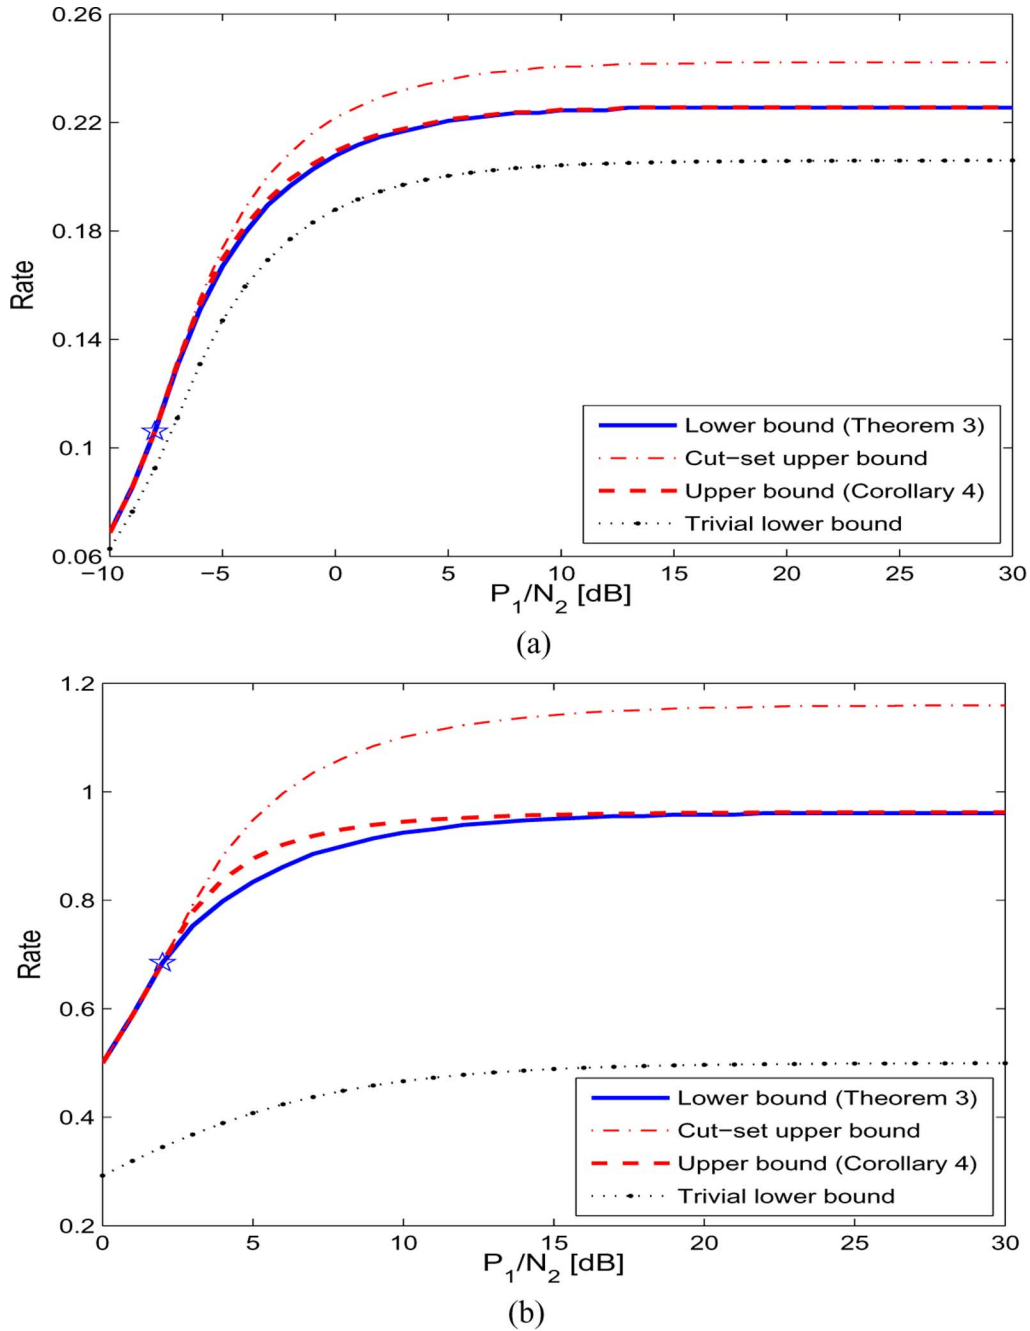 0.26
0.22
0.18
0.14
0.1
0.06
Rate
Lower bound (Theorem 3)
Cut−set upper bound
Upper bound (Corollary 4)
Trivial lower bound
−10 −5 0 5 10 15 20 25 30
P₁/N₂ [dB]
(a)
1.2
1
0.8
0.6
0.4
0.2
Rate
Lower bound (Theorem 3)
Cut−set upper bound
Upper bound (Corollary 4)
Trivial lower bound
0 5 10 15 20 25 30
P₁/N₂ [dB]
(b)